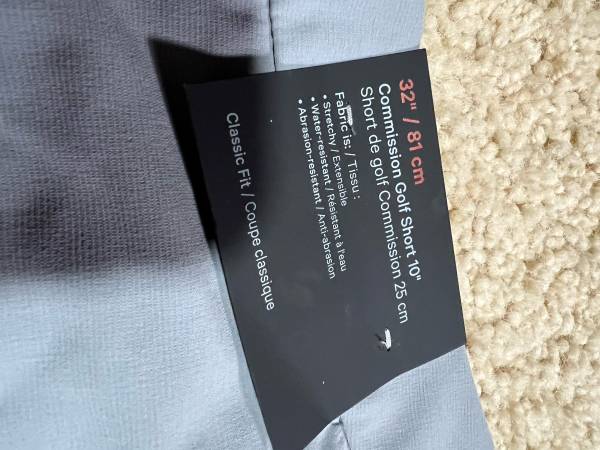 32" / 81 cm
Commission Golf Short 10"
Short de golf Commission 25 cm
Fabric is: / Tissu :
• Stretchy / Extensible
• Water-resistant / Résistant à l'eau
• Abrasion-resistant / Anti-abrasion
Classic Fit / Coupe classique